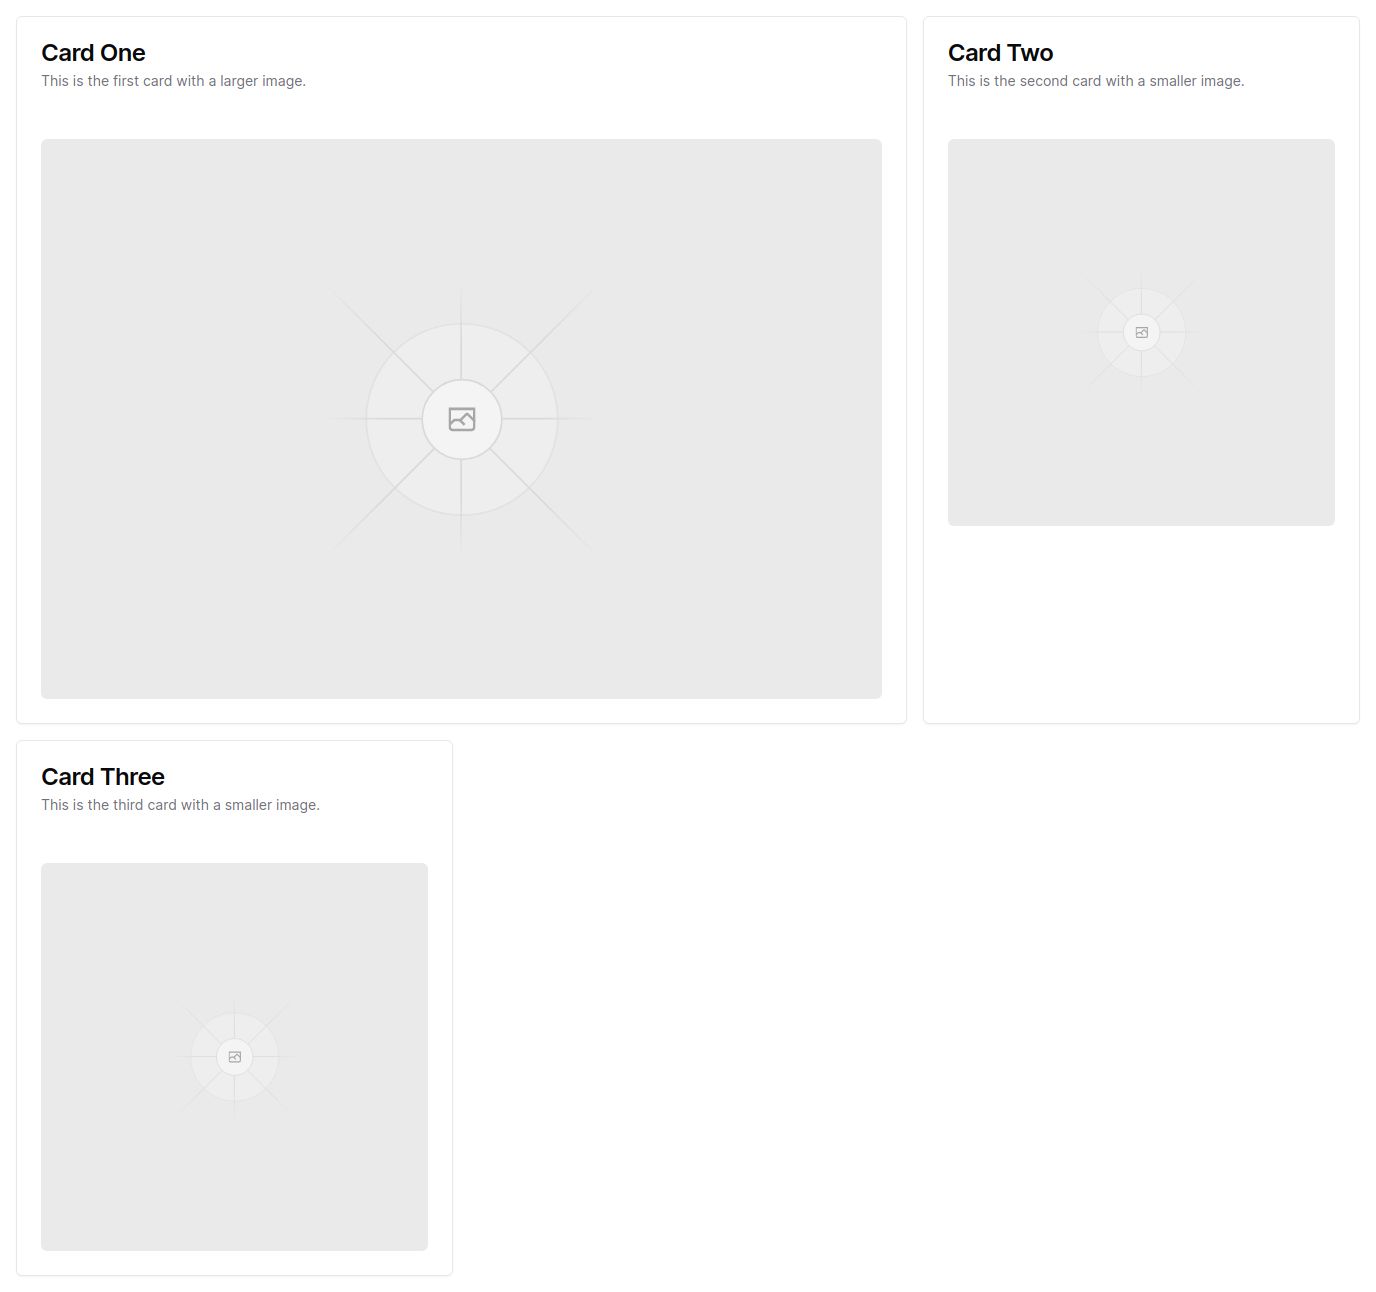 Card One
This is the first card with a larger image.
Card Two
This is the second card with a smaller image.
Card Three
This is the third card with a smaller image.